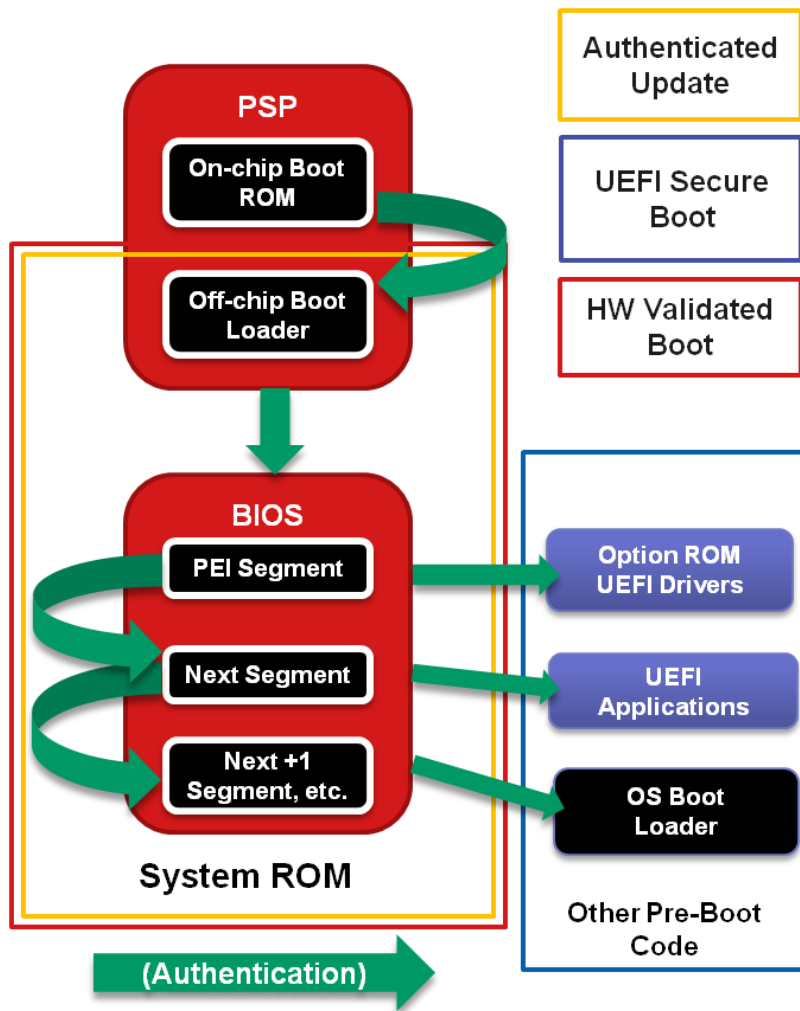 PSP
On-chip Boot
ROM
Off-chip Boot
Loader
BIOS
PEI Segment
Next Segment
Next +1
Segment, etc.
System ROM
(Authentication)
Authenticated
Update
UEFI Secure
Boot
HW Validated
Boot
Option ROM
UEFI Drivers
UEFI
Applications
OS Boot
Loader
Other Pre-Boot
Code